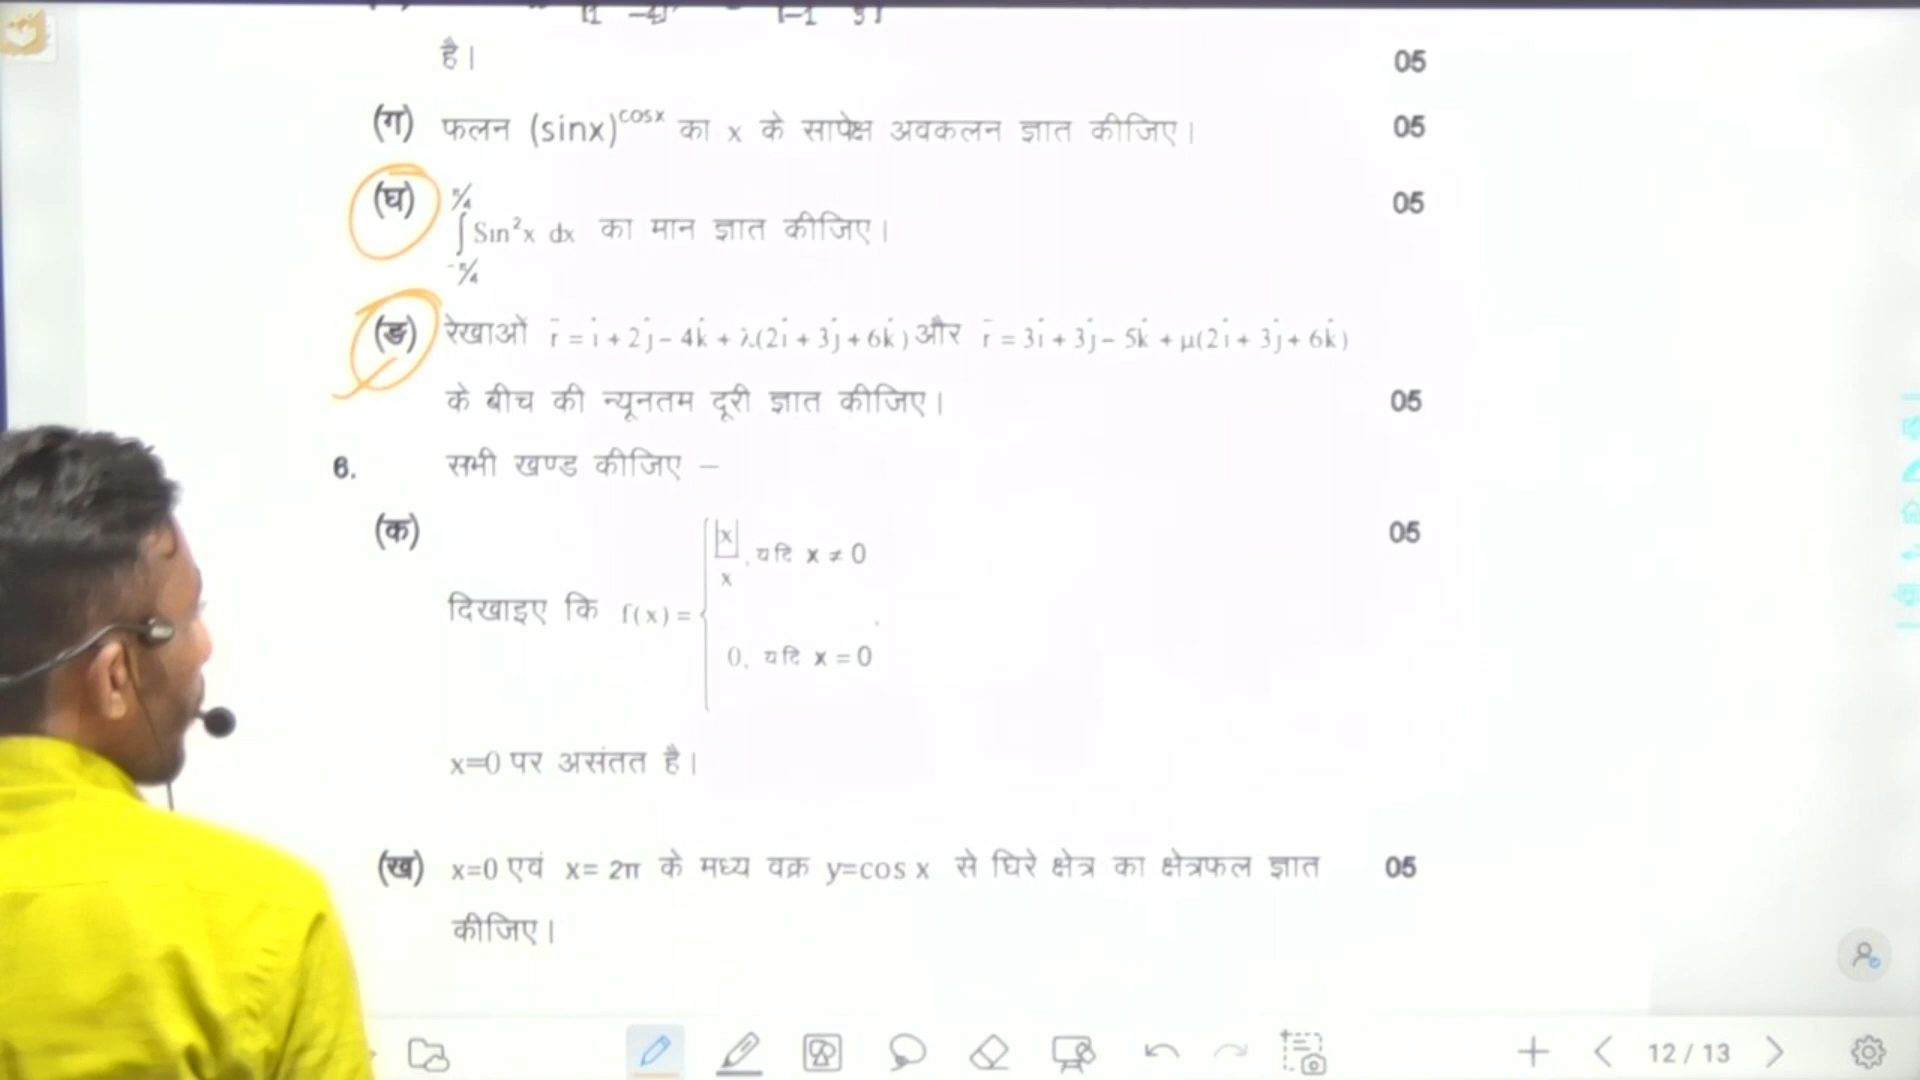 है।
05
(ग) फलन (sinx)^cosx का x के सापेक्ष अवकलन ज्ञात कीजिए। 05
(घ) ∫_{-π/4}^{π/4} Sin²x dx का मान ज्ञात कीजिए। 05
(ङ) रेखाओं r = i + 2j - 4k + λ(2i + 3j + 6k) और r = 3i + 3j - 5k + μ(2i + 3j + 6k)
के बीच की न्यूनतम दूरी ज्ञात कीजिए। 05
6. सभी खण्ड कीजिए –
(क) 05
|x|/x, यदि x ≠ 0
दिखाइए कि f(x) = {
0, यदि x = 0
x=0 पर असंतत है।
(ख) x=0 एवं x= 2π के मध्य वक्र y=cos x से घिरे क्षेत्र का क्षेत्रफल ज्ञात 05
कीजिए।
12 / 13